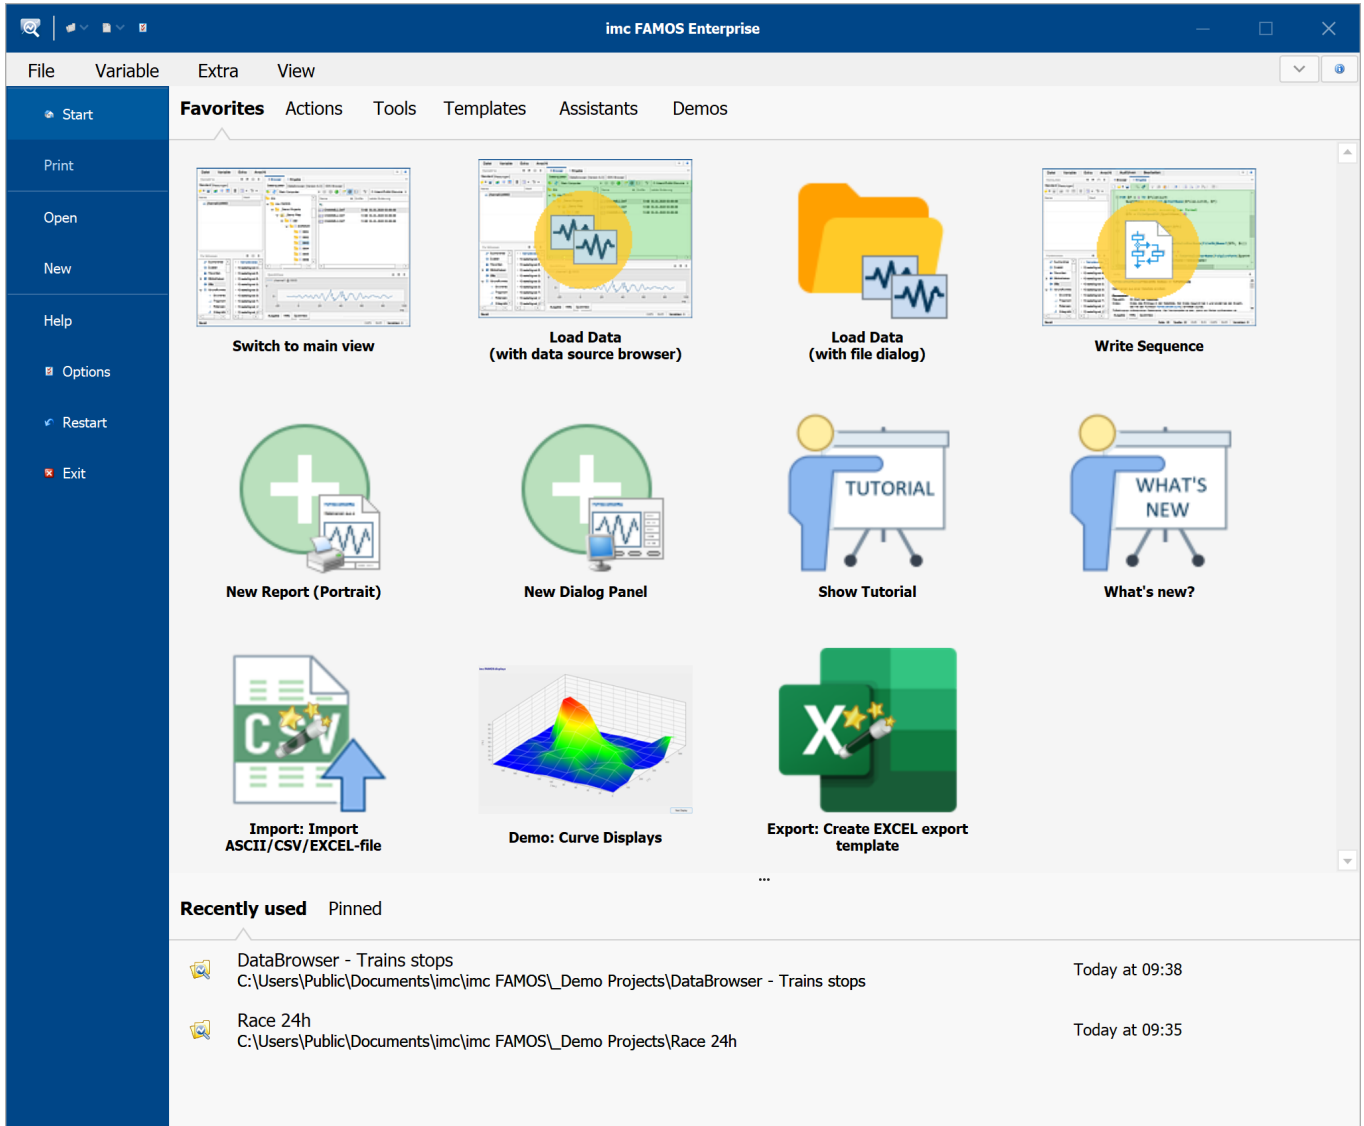 imc FAMOS Enterprise
File Variable Extra View
Start
Print
Open
New
Help
Options
Restart
Exit
Favorites Actions Tools Templates Assistants Demos
Switch to main view
Load Data
(with data source browser)
Load Data
(with file dialog)
Write Sequence
TUTORIAL
WHAT'S
NEW
New Report (Portrait)
New Dialog Panel
Show Tutorial
What's new?
CSV
X
Import: Import
ASCII/CSV/EXCEL-file
Demo: Curve Displays
Export: Create EXCEL export
template
...
Recently used Pinned
DataBrowser - Trains stops
C:\Users\Public\Documents\imc\imc FAMOS\_Demo Projects\DataBrowser - Trains stops
Today at 09:38
Race 24h
C:\Users\Public\Documents\imc\imc FAMOS\_Demo Projects\Race 24h
Today at 09:35